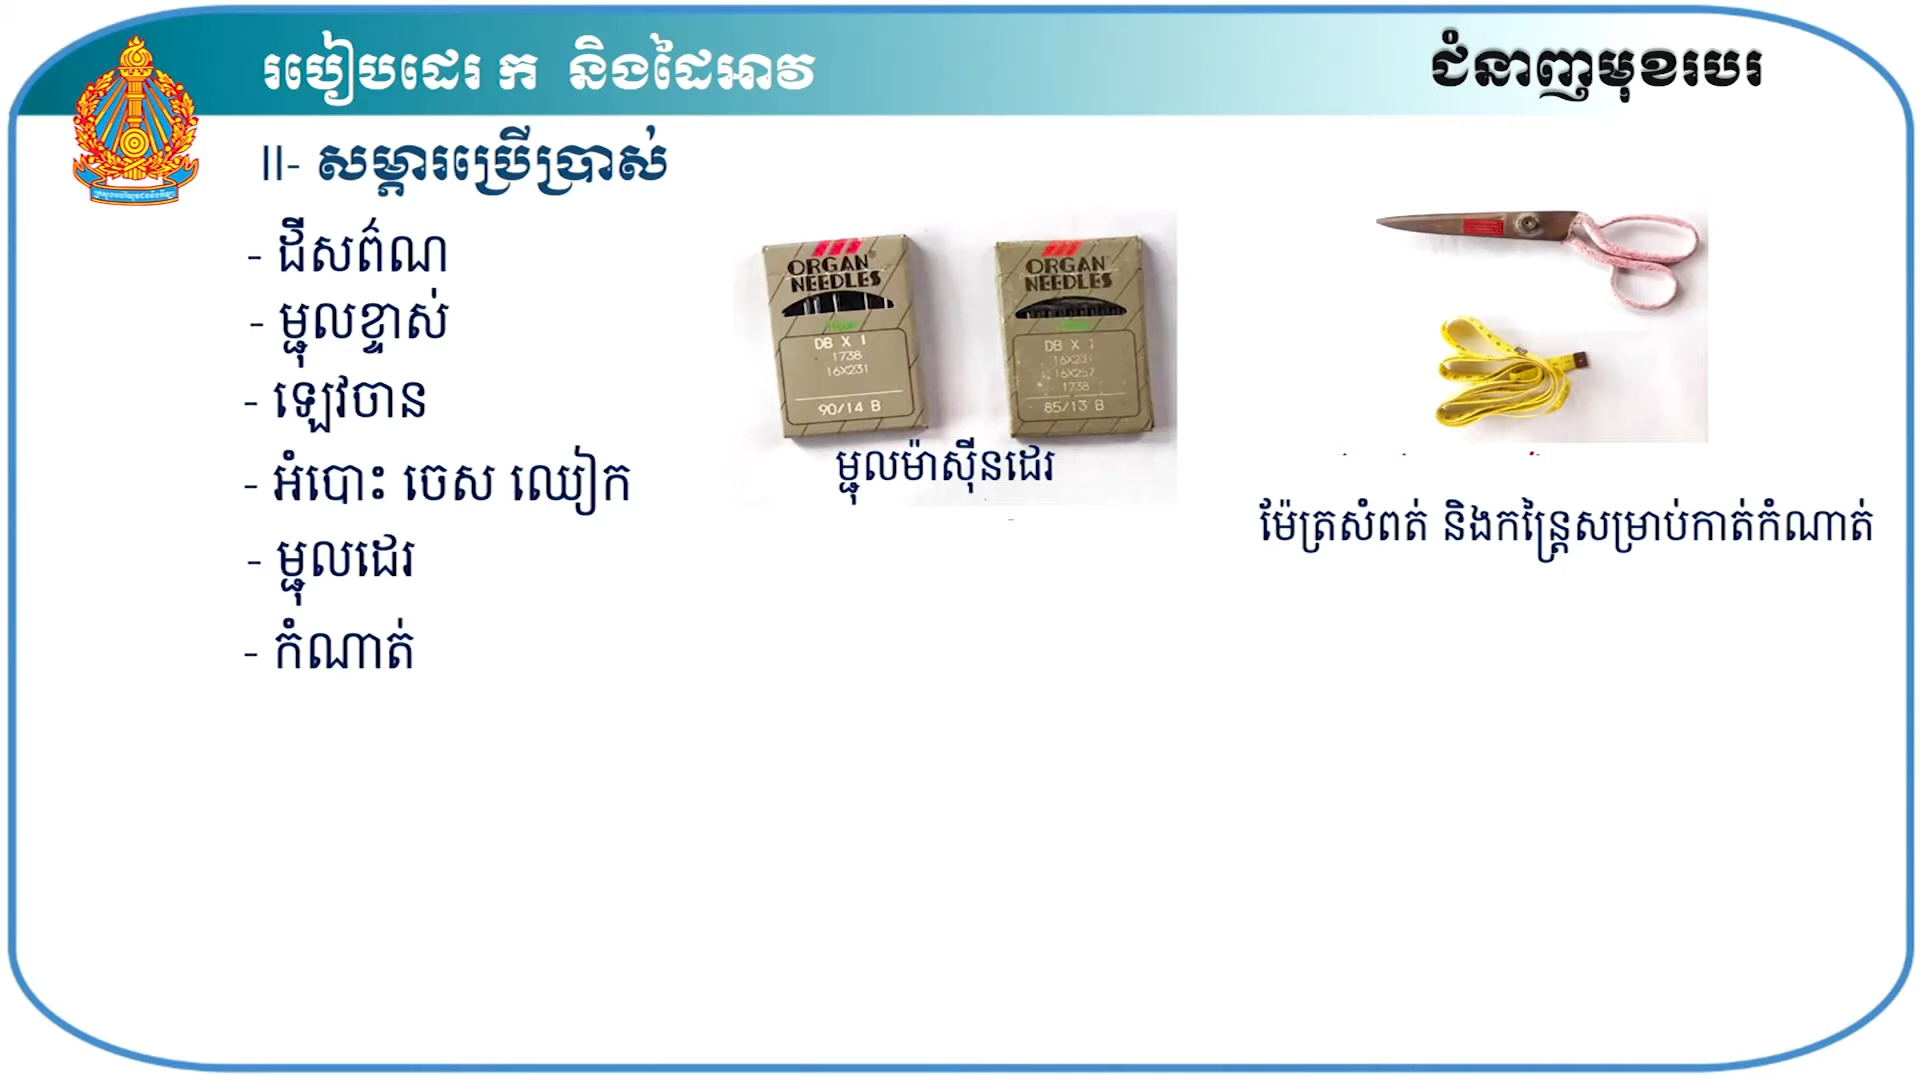 របៀបដេរ ក និងដៃអាវ
ជំនាញមុខរបរ
II- សម្ភារប្រើប្រាស់
- ដីសព៌ណ
- ម្ជុលខ្ទាស់
- ឡេវចាន
- អំបោះ ចេស ឈៀក
- ម្ជុលដេរ
- កំណាត់
ORGAN®
NEEDLES
DB X 1
1738
16X231
90/14 B
ORGAN
NEEDLES
DB X 1
16X231
16X257
1738
85/13 B
ម្ជុលម៉ាស៊ីនដេរ
ម៉ែត្រសំពត់ និងកន្ត្រៃសម្រាប់កាត់កំណាត់